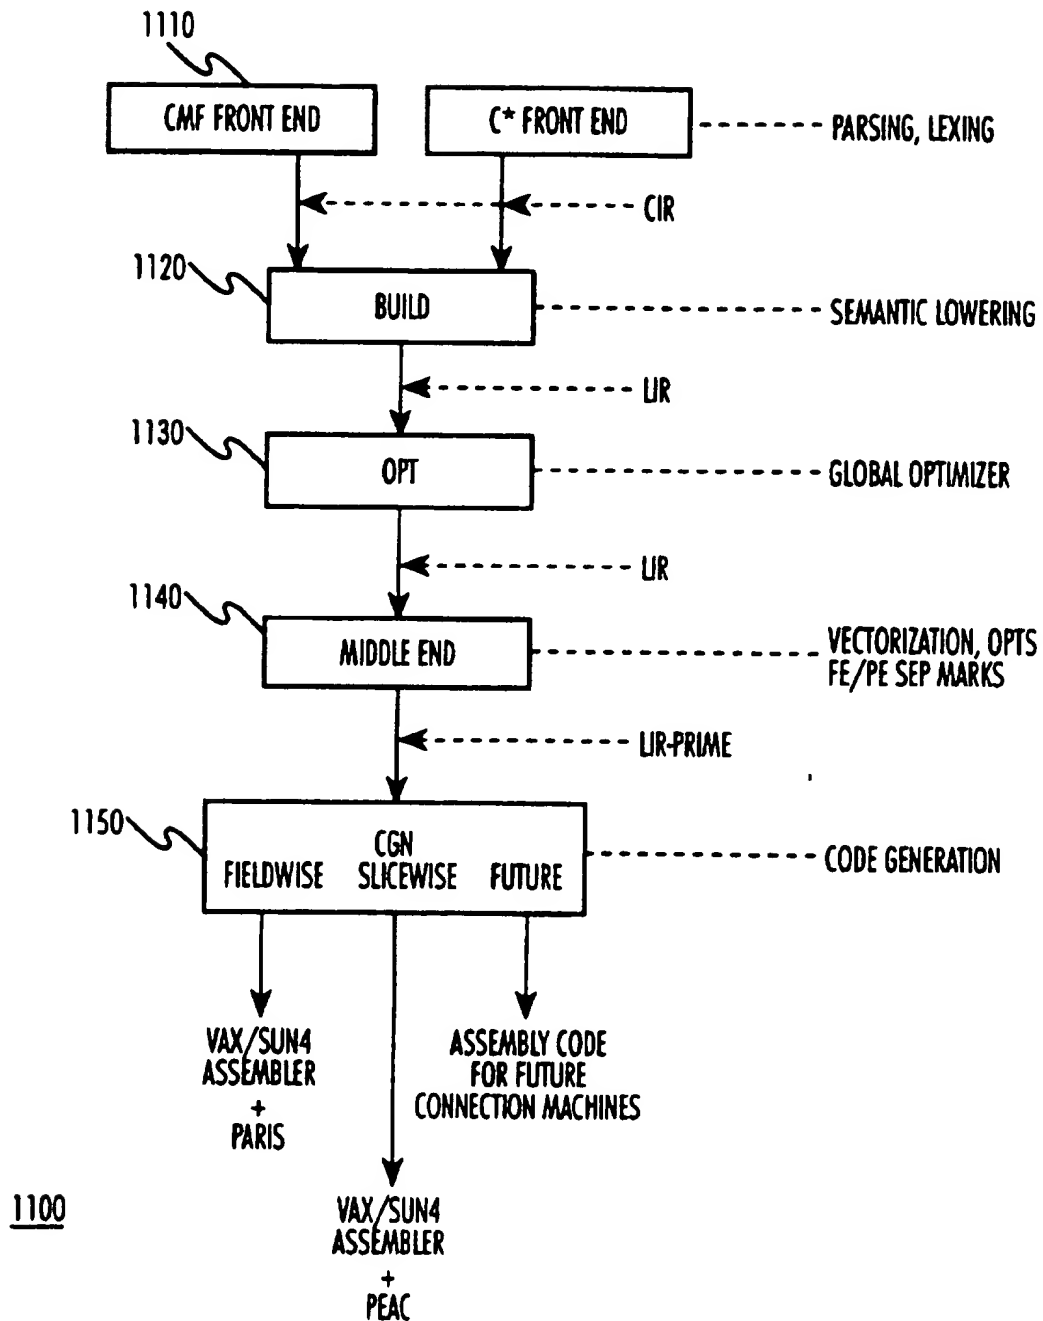 1110
CMF FRONT END
C* FRONT END
PARSING, LEXING
CIR
1120
BUILD
SEMANTIC LOWERING
LIR
1130
OPT
GLOBAL OPTIMIZER
LIR
1140
MIDDLE END
VECTORIZATION, OPTS
FE/PE SEP MARKS
LIR-PRIME
1150
CGN
FIELDWISE SLICEWISE FUTURE
CODE GENERATION
VAX/SUN4
ASSEMBLER
+
PARIS
ASSEMBLY CODE
FOR FUTURE
CONNECTION MACHINES
1100
VAX/SUN4
ASSEMBLER
+
PEAC